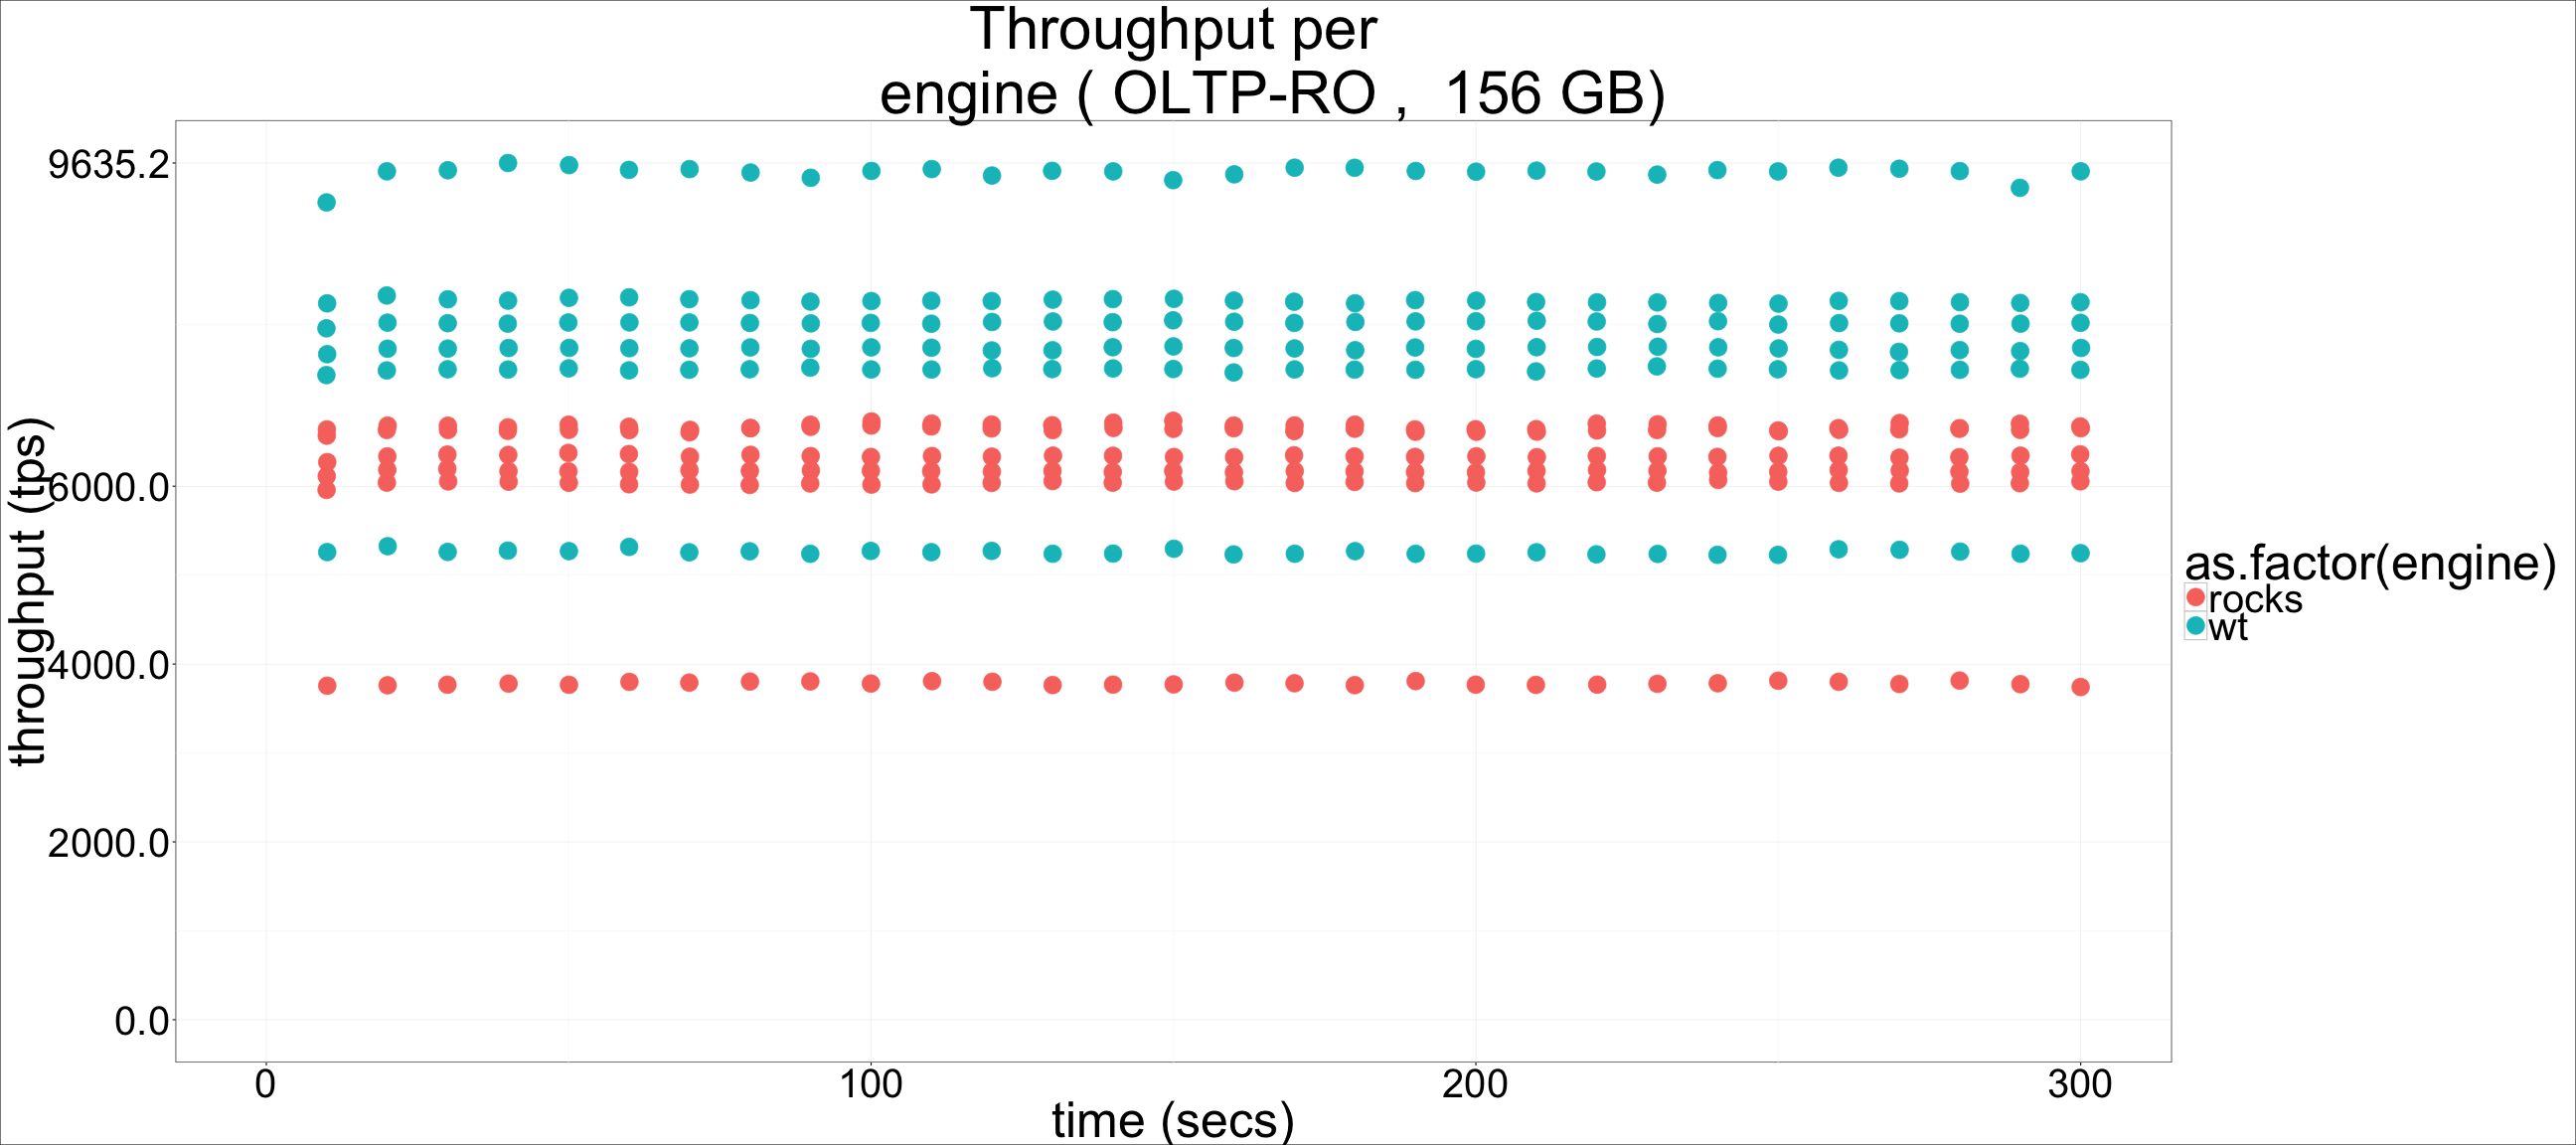 Throughput per
engine ( OLTP-RO ,  156 GB)
throughput (tps)
9635.2
6000.0
4000.0
2000.0
0.0
0
100
200
300
time (secs)
as.factor(engine)
rocks
wt